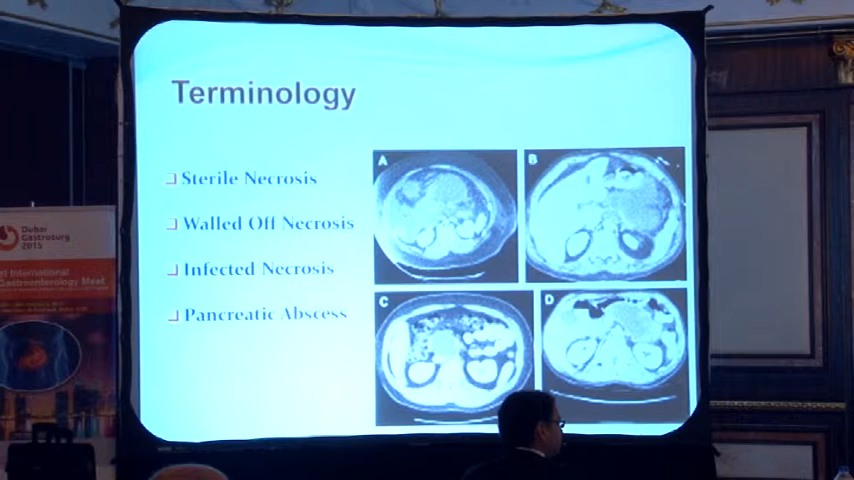 Terminology
Sterile Necrosis
Walled Off Necrosis
Infected Necrosis
Pancreatic Abscess
A
B
C
D
Dubai
Gastrosurg
2015
International
Gastroenterology Meet